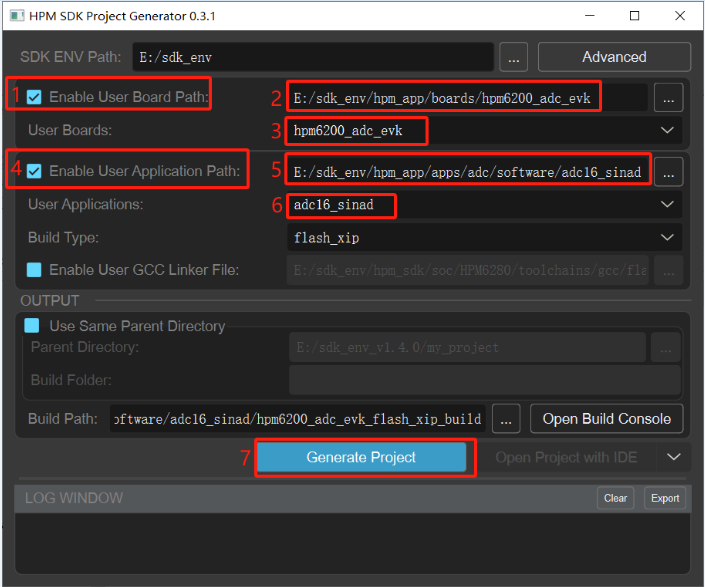 HPM SDK Project Generator 0.3.1
SDK ENV Path: E:/sdk_env ... Advanced
1 Enable User Board Path: 2 E:/sdk_env/hpm_app/boards/hpm6200_adc_evk ...
User Boards: 3 hpm6200_adc_evk
4 Enable User Application Path: 5 E:/sdk_env/hpm_app/apps/adc/software/adc16_sinad ...
User Applications: 6 adc16_sinad
Build Type: flash_xip
Enable User GCC Linker File: E:/sdk_env/hpm_sdk/soc/HPM6280/toolchains/gcc/fla ...
OUTPUT
Use Same Parent Directory
Parent Directory: E:/sdk_env_v1.4.0/my_project ...
Build Folder:
Build Path: oftware/adc16_sinad/hpm6200_adc_evk_flash_xip_build ... Open Build Console
7 Generate Project Open Project with IDE
LOG WINDOW Clear Export